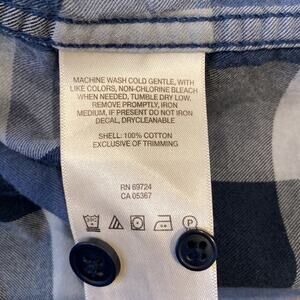 MACHINE WASH COLD GENTLE, WITH
LIKE COLORS, NON-CHLORINE BLEACH
WHEN NEEDED, TUMBLE DRY LOW.
REMOVE PROMPTLY, IRON
MEDIUM, IF PRESENT DO NOT IRON
DECAL, DRYCLEANABLE
SHELL: 100% COTTON
EXCLUSIVE OF TRIMMING
RN 69724
CA 05367
P